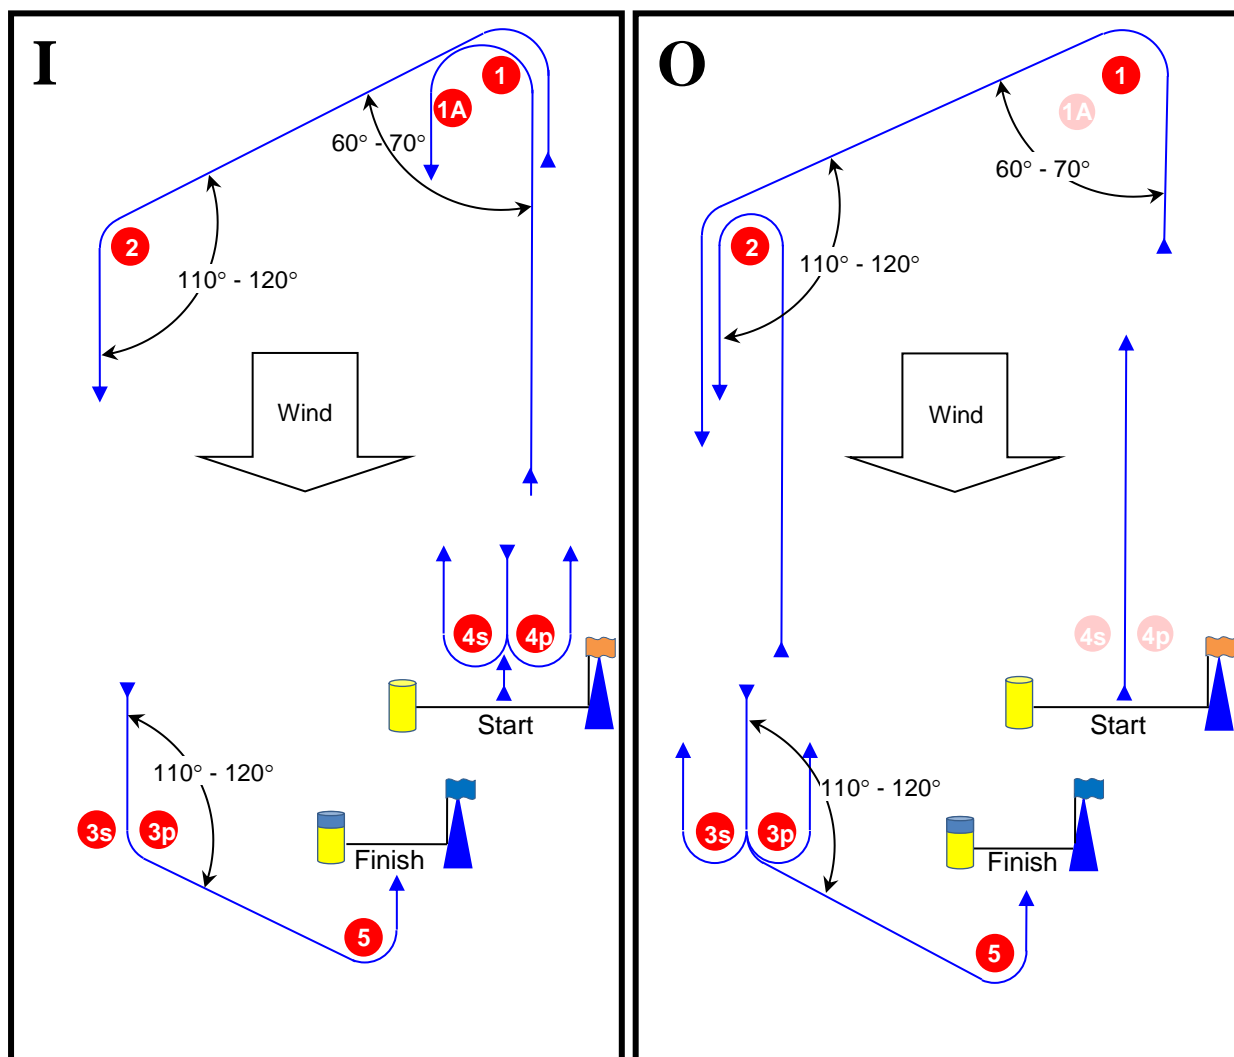 I
1
1A
60° - 70°
2
110° - 120°
Wind
4s
4p
Start
110° - 120°
3s
3p
Finish
5
O
1
1A
60° - 70°
2
110° - 120°
Wind
4s
4p
Start
110° - 120°
3s
3p
Finish
5